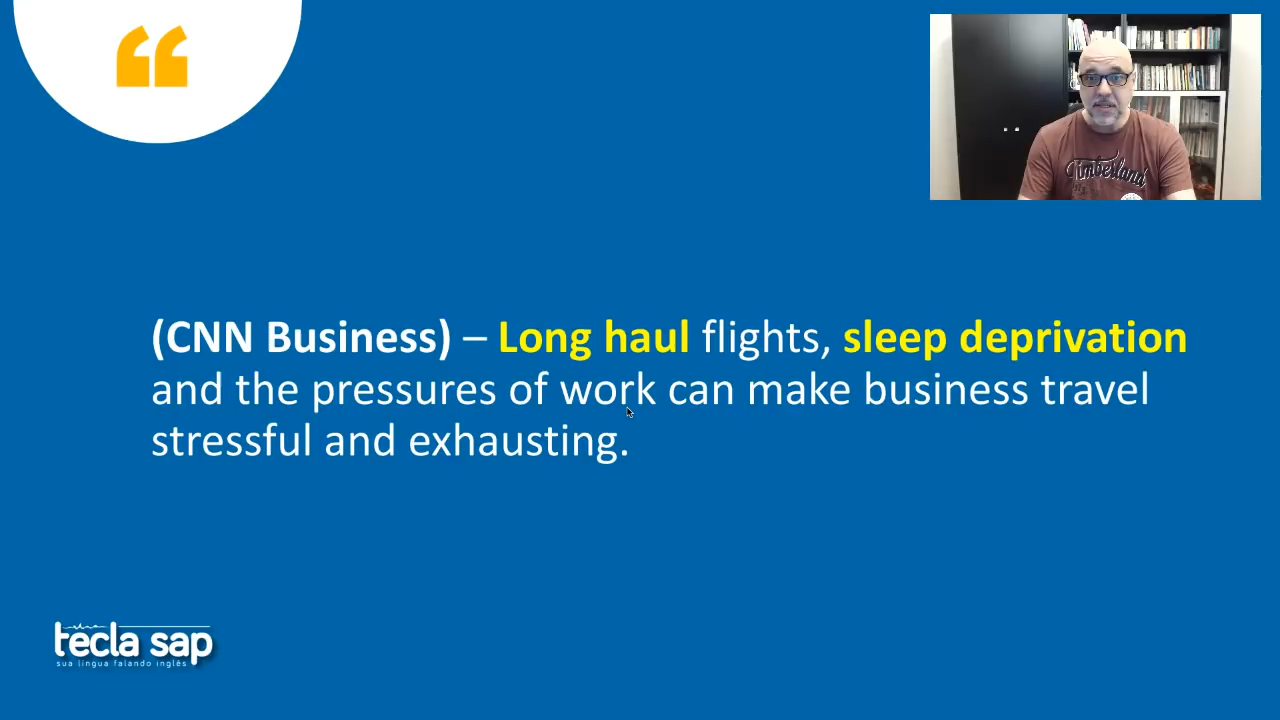 “
Timberland
(CNN Business) – Long haul flights, sleep deprivation
and the pressures of work can make business travel
stressful and exhausting.
tecla sap
sua língua falando inglês